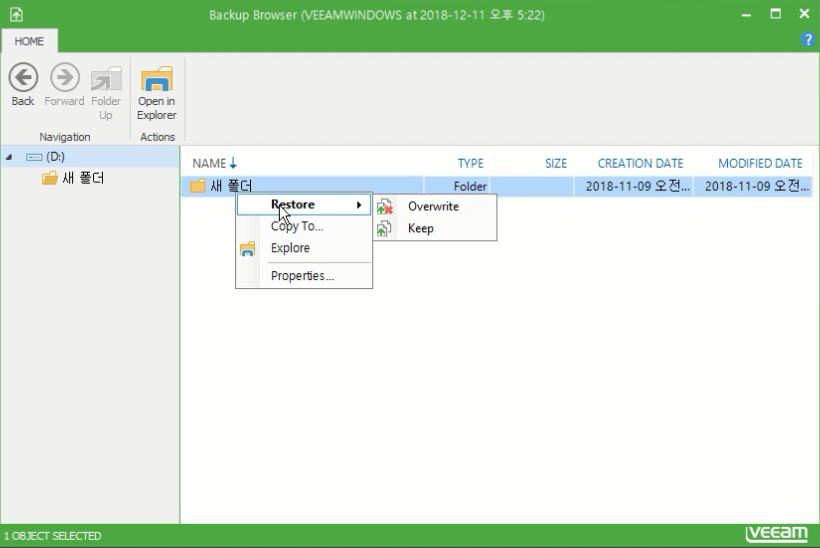 Backup Browser (VEEAMWINDOWS at 2018-12-11 오후 5:22)
HOME
?
Back
Forward
Folder
Up
Open in
Explorer
Navigation
Actions
(D:)
새 폴더
NAME
TYPE
SIZE
CREATION DATE
MODIFIED DATE
새 폴더
Folder
2018-11-09 오전...
2018-11-09 오전...
Restore
Copy To...
Explore
Properties...
Overwrite
Keep
1 OBJECT SELECTED
veeam